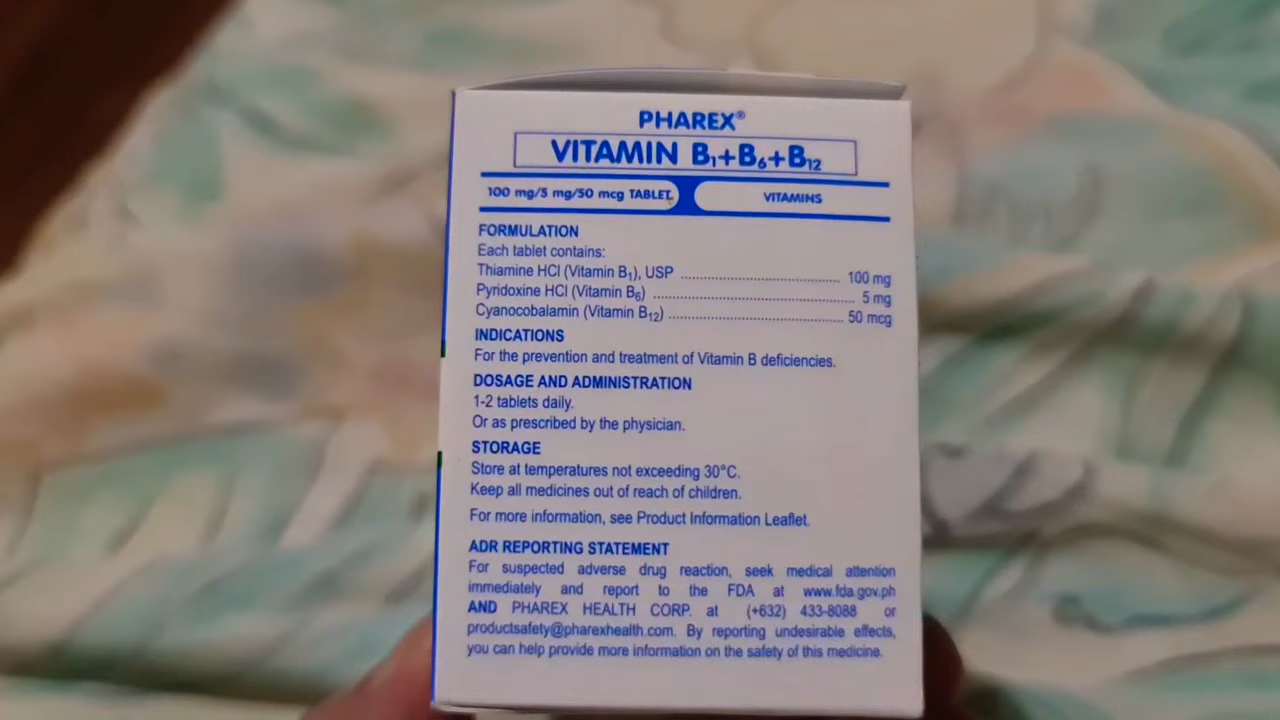 PHAREX®
VITAMIN B₁+B₆+B₁₂
100 mg/5 mg/50 mcg TABLET
VITAMINS
FORMULATION
Each tablet contains:
Thiamine HCl (Vitamin B₁), USP ........................................ 100 mg
Pyridoxine HCl (Vitamin B₆) .................................................. 5 mg
Cyanocobalamin (Vitamin B₁₂) ............................................ 50 mcg
INDICATIONS
For the prevention and treatment of Vitamin B deficiencies.
DOSAGE AND ADMINISTRATION
1-2 tablets daily.
Or as prescribed by the physician.
STORAGE
Store at temperatures not exceeding 30°C.
Keep all medicines out of reach of children.
For more information, see Product Information Leaflet.
ADR REPORTING STATEMENT
For suspected adverse drug reaction, seek medical attention
immediately and report to the FDA at www.fda.gov.ph
AND PHAREX HEALTH CORP. at (+632) 433-8088 or
productsafety@pharexhealth.com. By reporting undesirable effects,
you can help provide more information on the safety of this medicine.